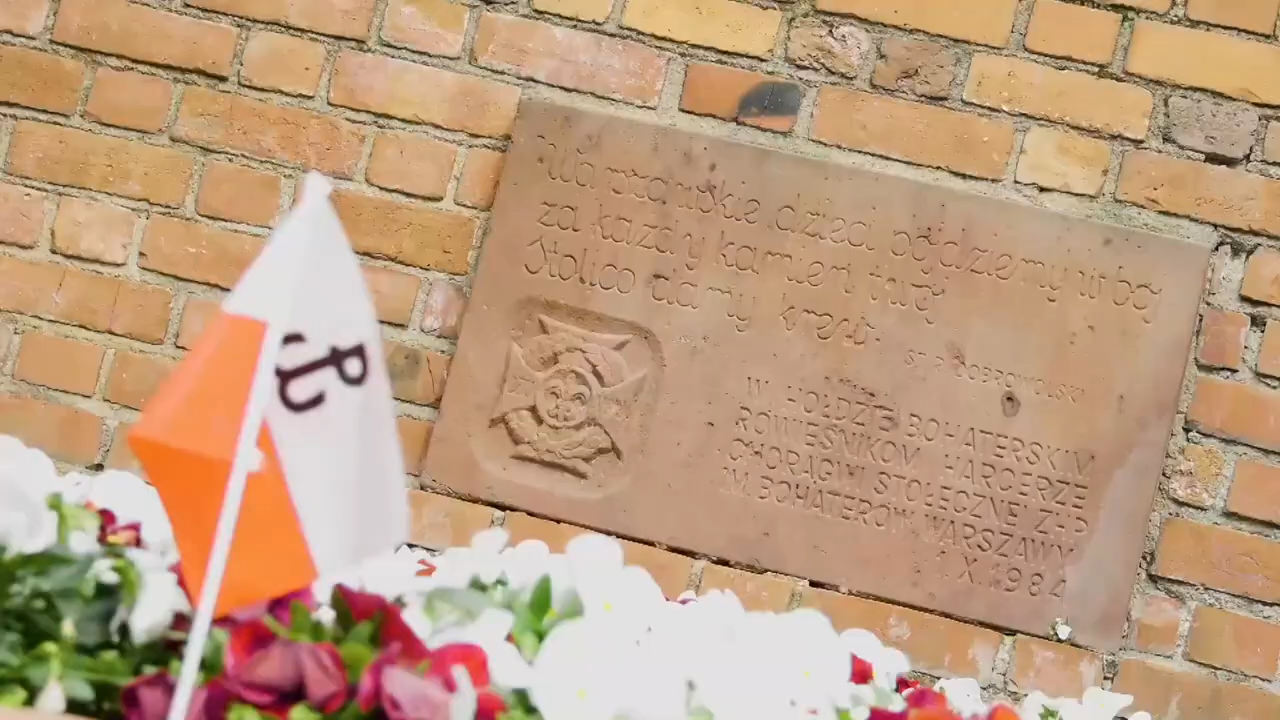 Warszawskie dzieci pójdziemy w bój
za każdy kamień twój
Stolico damy krew.
ST. R. DOBROWOLSKI
W HOŁDZIE BOHATERSKIM
RÓWIEŚNIKOM HARCERZE
CHORĄGWI STOŁECZNEJ ZHP
IM. BOHATERÓW WARSZAWY
X. 1984